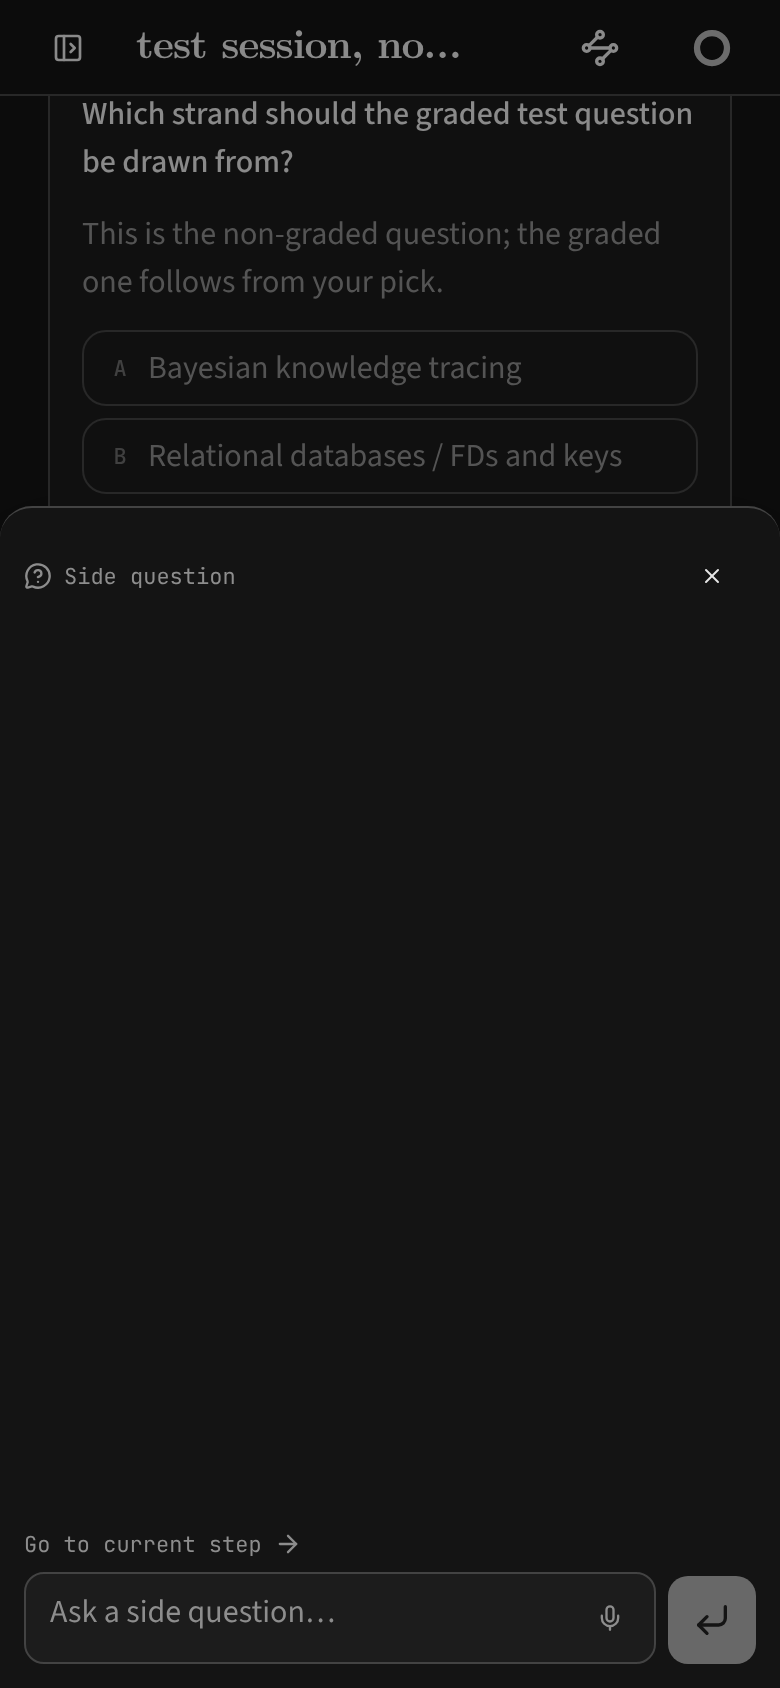 test session, no...
Which strand should the graded test question
be drawn from?
This is the non-graded question; the graded
one follows from your pick.
A Bayesian knowledge tracing
B Relational databases / FDs and keys
Side question
Go to current step →
Ask a side question...